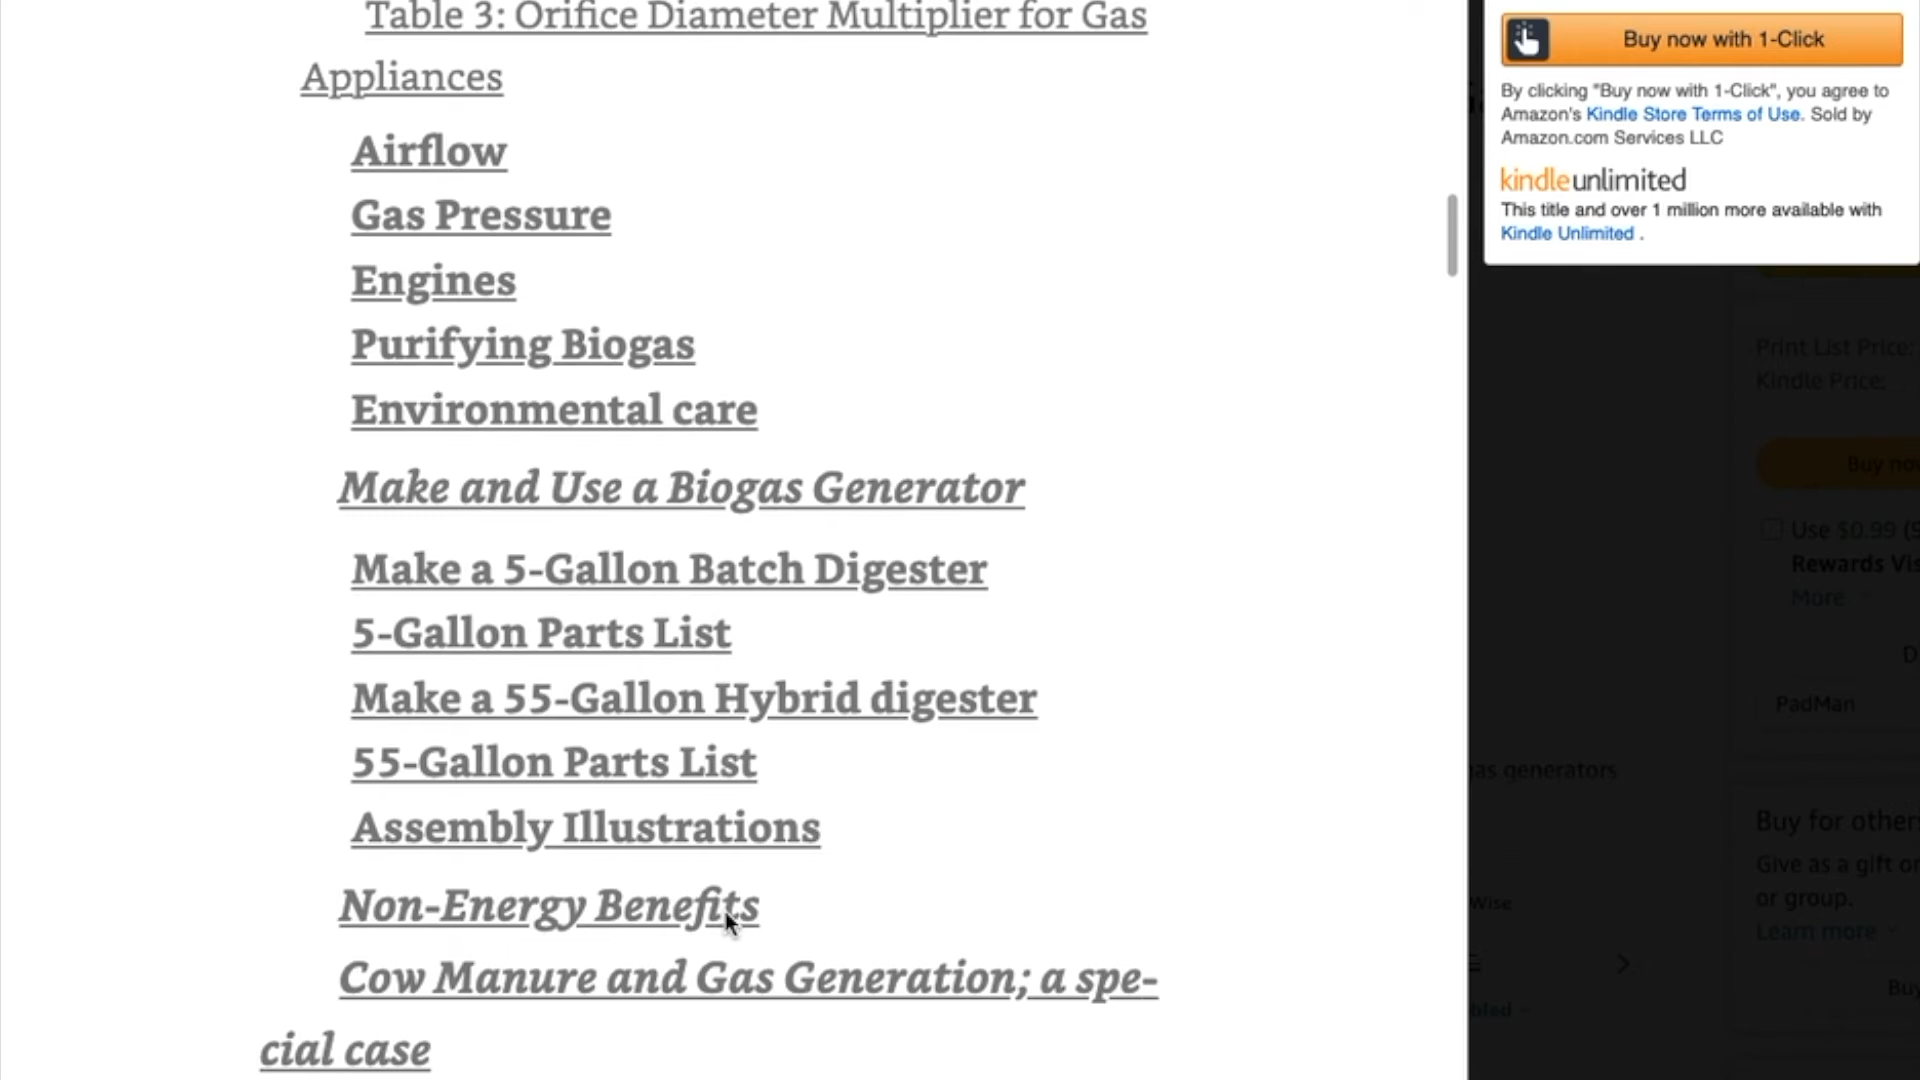 Table 3: Orifice Diameter Multiplier for Gas
Appliances
Airflow
Gas Pressure
Engines
Purifying Biogas
Environmental care
Make and Use a Biogas Generator
Make a 5-Gallon Batch Digester
5-Gallon Parts List
Make a 55-Gallon Hybrid digester
55-Gallon Parts List
Assembly Illustrations
Non-Energy Benefits
Cow Manure and Gas Generation; a spe-
cial case
Buy now with 1-Click
By clicking "Buy now with 1-Click", you agree to
Amazon's Kindle Store Terms of Use. Sold by
Amazon.com Services LLC
kindleunlimited
This title and over 1 million more available with
Kindle Unlimited .
Print List Price:
Kindle Price:
Buy now
Use $0.99
Rewards
More
PadMan
gas generators
Buy for other
Give as a gift or
or group.
Learn more
Wise
Buy